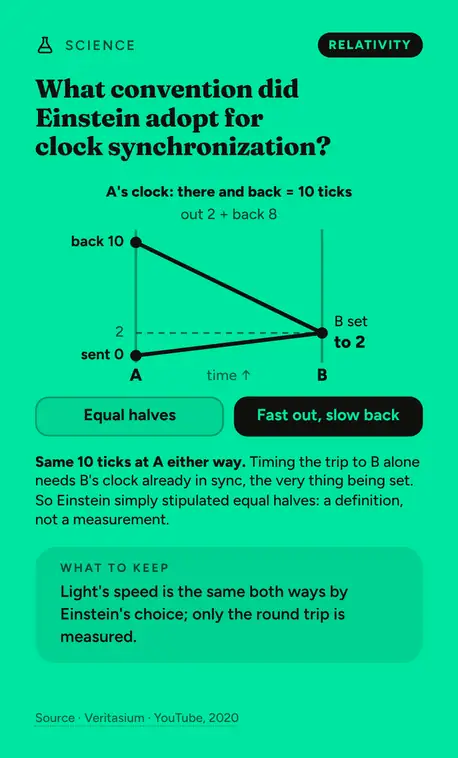 SCIENCE
RELATIVITY
What convention did
Einstein adopt for
clock synchronization?
A's clock: there and back = 10 ticks
out 2 + back 8
back 10
2
B set
to 2
sent 0
A
time ↑
B
Equal halves
Fast out, slow back
Same 10 ticks at A either way. Timing the trip to B alone
needs B's clock already in sync, the very thing being set.
So Einstein simply stipulated equal halves: a definition,
not a measurement.
WHAT TO KEEP
Light's speed is the same both ways by
Einstein's choice; only the round trip is
measured.
Source · Veritasium · YouTube, 2020